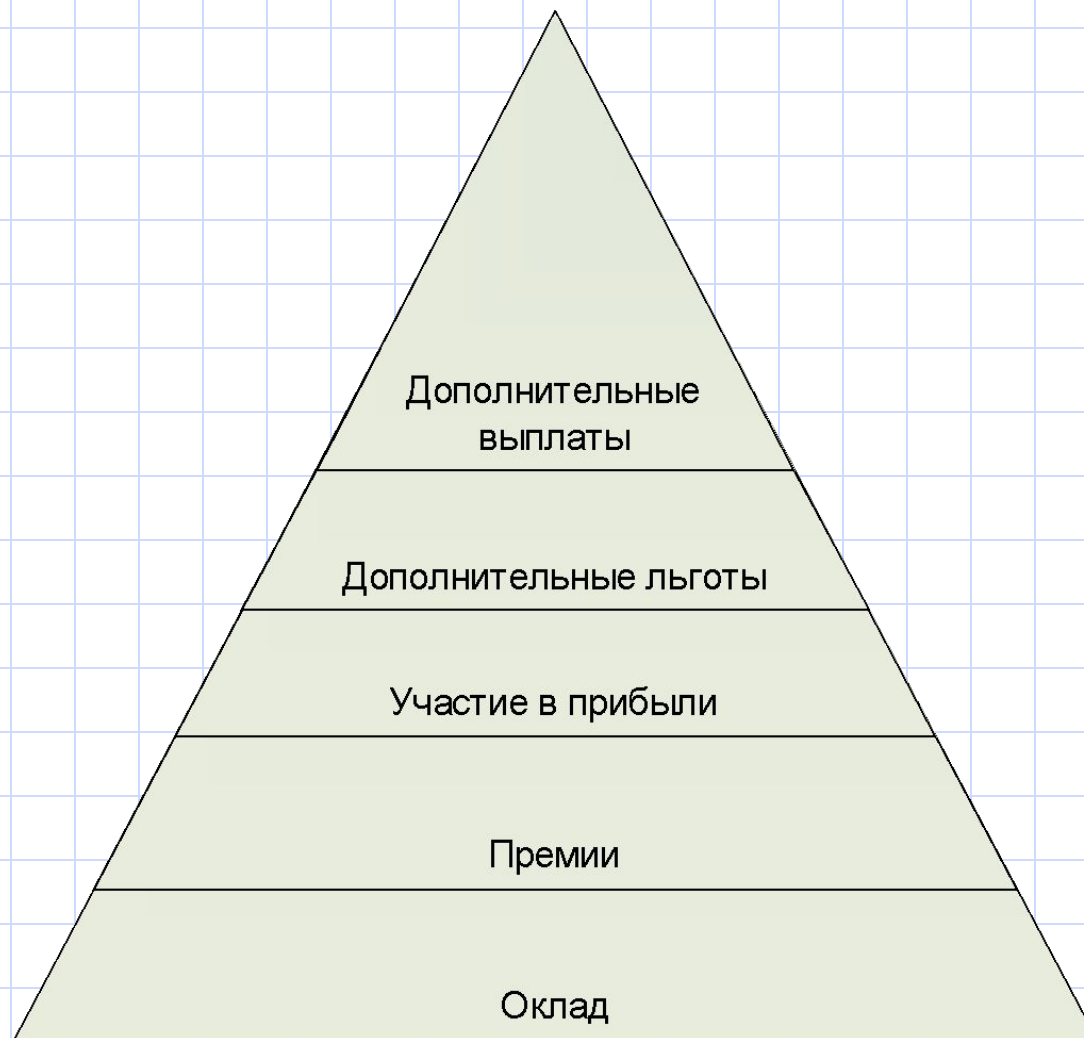 Дополнительные
выплаты
Дополнительные льготы
Участие в прибыли
Премии
Оклад